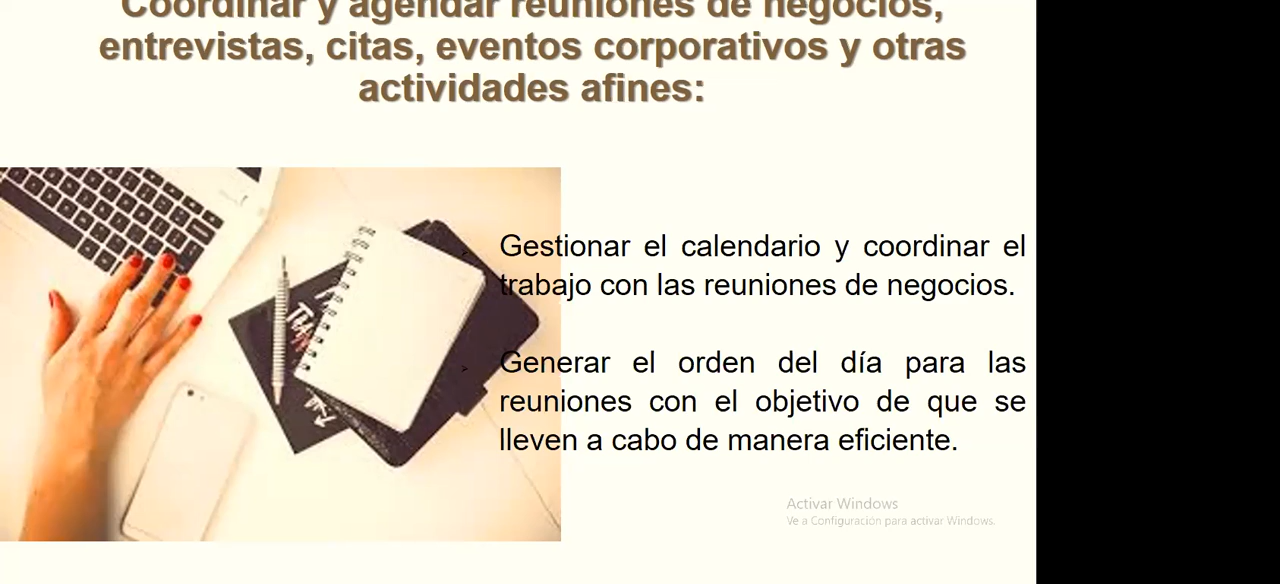 Coordinar y agendar reuniones de negocios,
entrevistas, citas, eventos corporativos y otras
actividades afines:
Gestionar el calendario y coordinar el
trabajo con las reuniones de negocios.
Generar el orden del día para las
reuniones con el objetivo de que se
lleven a cabo de manera eficiente.
Activar Windows
Ve a Configuración para activar Windows.